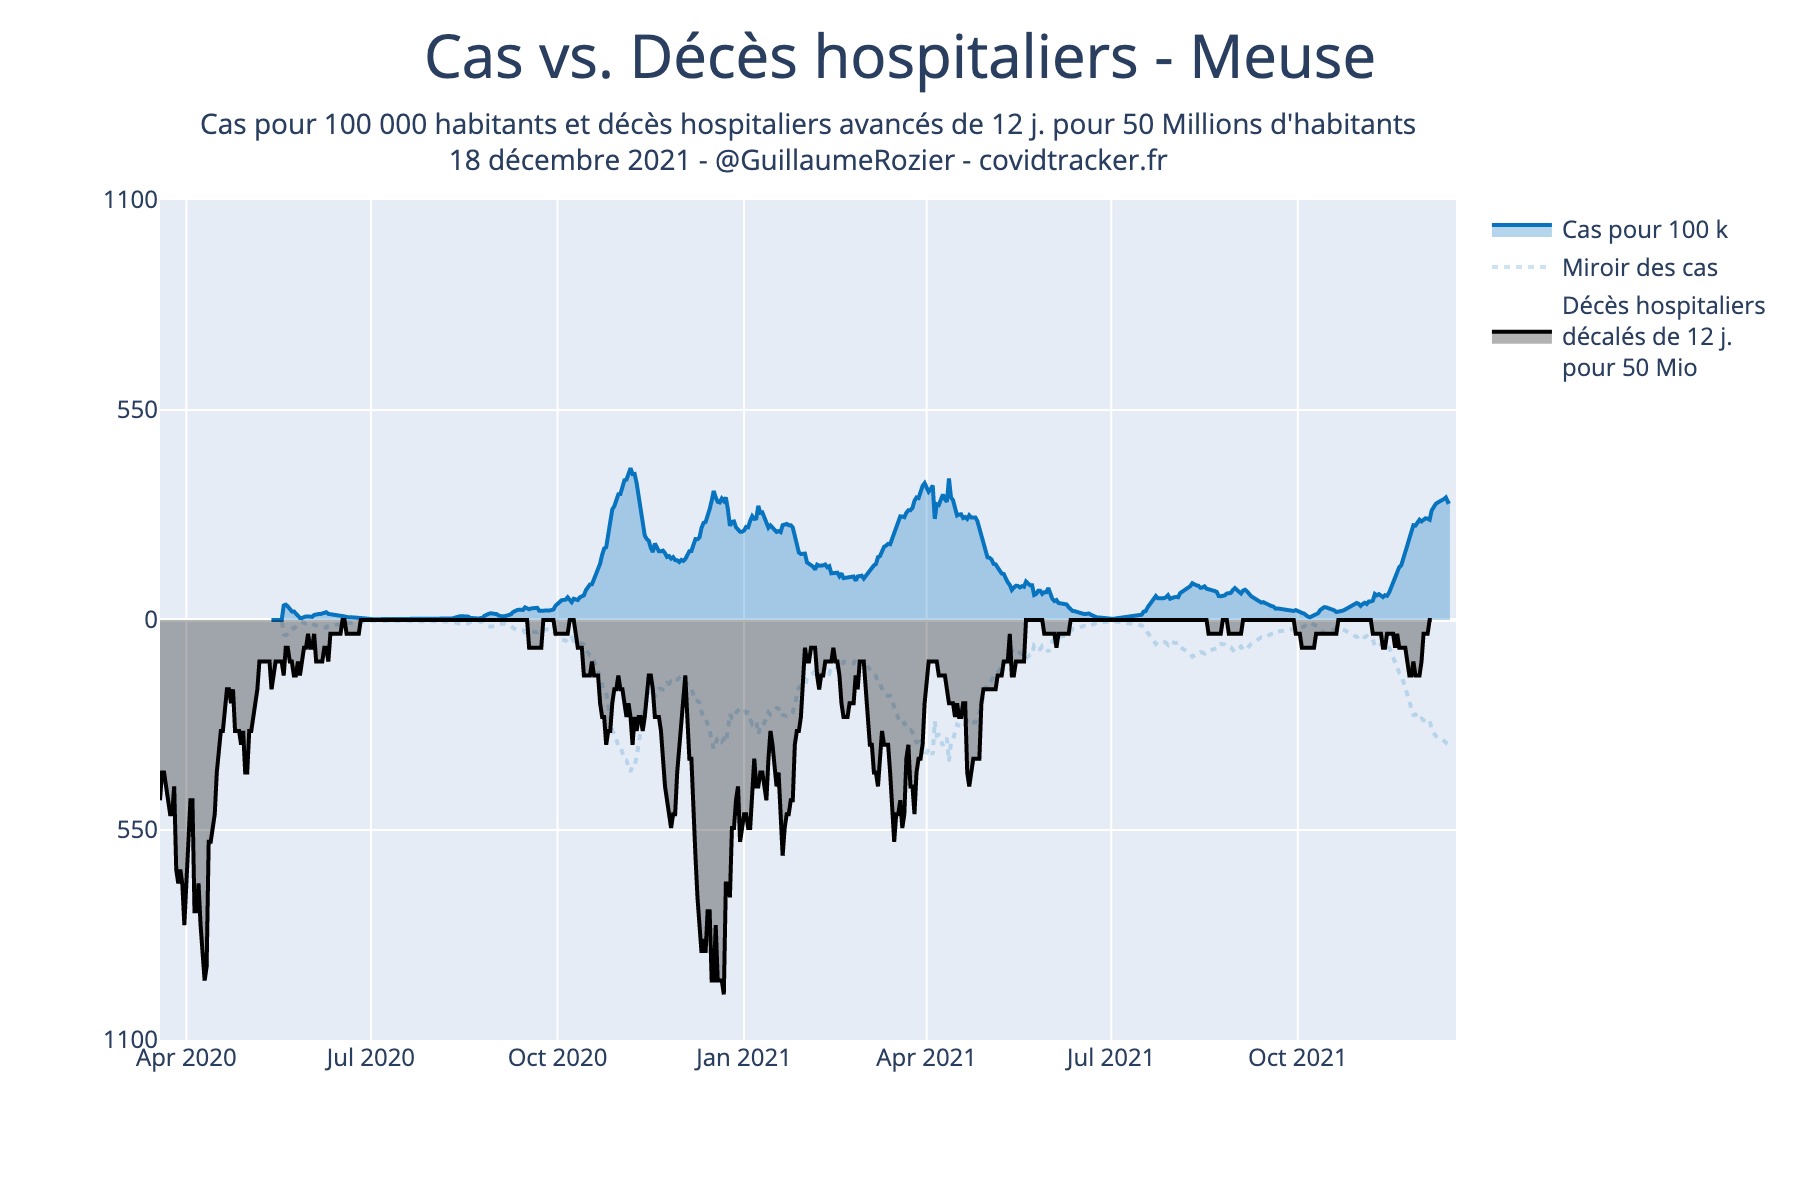 Cas vs. Décès hospitaliers - Meuse
Cas pour 100 000 habitants et décès hospitaliers avancés de 12 j. pour 50 Millions d'habitants
18 décembre 2021 - @GuillaumeRozier - covidtracker.fr
1100
550
0
550
1100
Apr 2020
Jul 2020
Oct 2020
Jan 2021
Apr 2021
Jul 2021
Oct 2021
Cas pour 100 k
Miroir des cas
Décès hospitaliers
décalés de 12 j.
pour 50 Mio